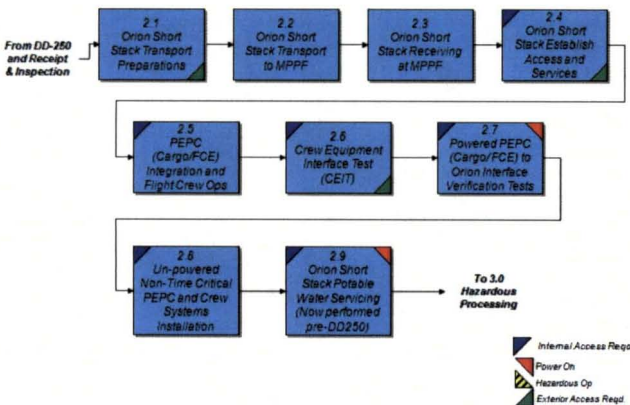 From DD-250
and Receipt
& Inspection
2.1
Orion Short
Stack Transport
Preparations
2.2
Orion Short
Stack Transport
to MPPF
2.3
Orion Short
Stack Receiving
at MPPF
2.4
Orion Short
Stack Establish
Access and
Services
2.5
PEPC
(Cargo/FCE)
Integration and
Flight Crew Ops
2.6
Crew Equipment
Interface Test
(CEIT)
2.7
Powered PEPC
(Cargo/FCE) to
Orion Interface
Verification Tests
2.8
Un-powered
Non-Time Critical
PEPC and Crew
Systems
Installation
2.9
Orion Short
Stack Potable
Water Servicing
(Now performed
pre-DD250)
To 3.0
Hazardous
Processing
Internal Access Reqd
Power On
Hazardous Op
Exterior Access Reqd.